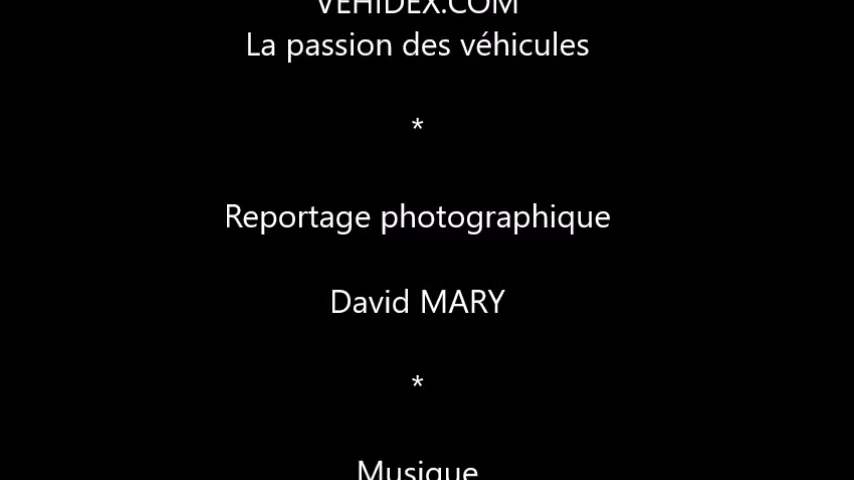 VEHIDEX.COM
La passion des véhicules
*
Reportage photographique
David MARY
*
Musique